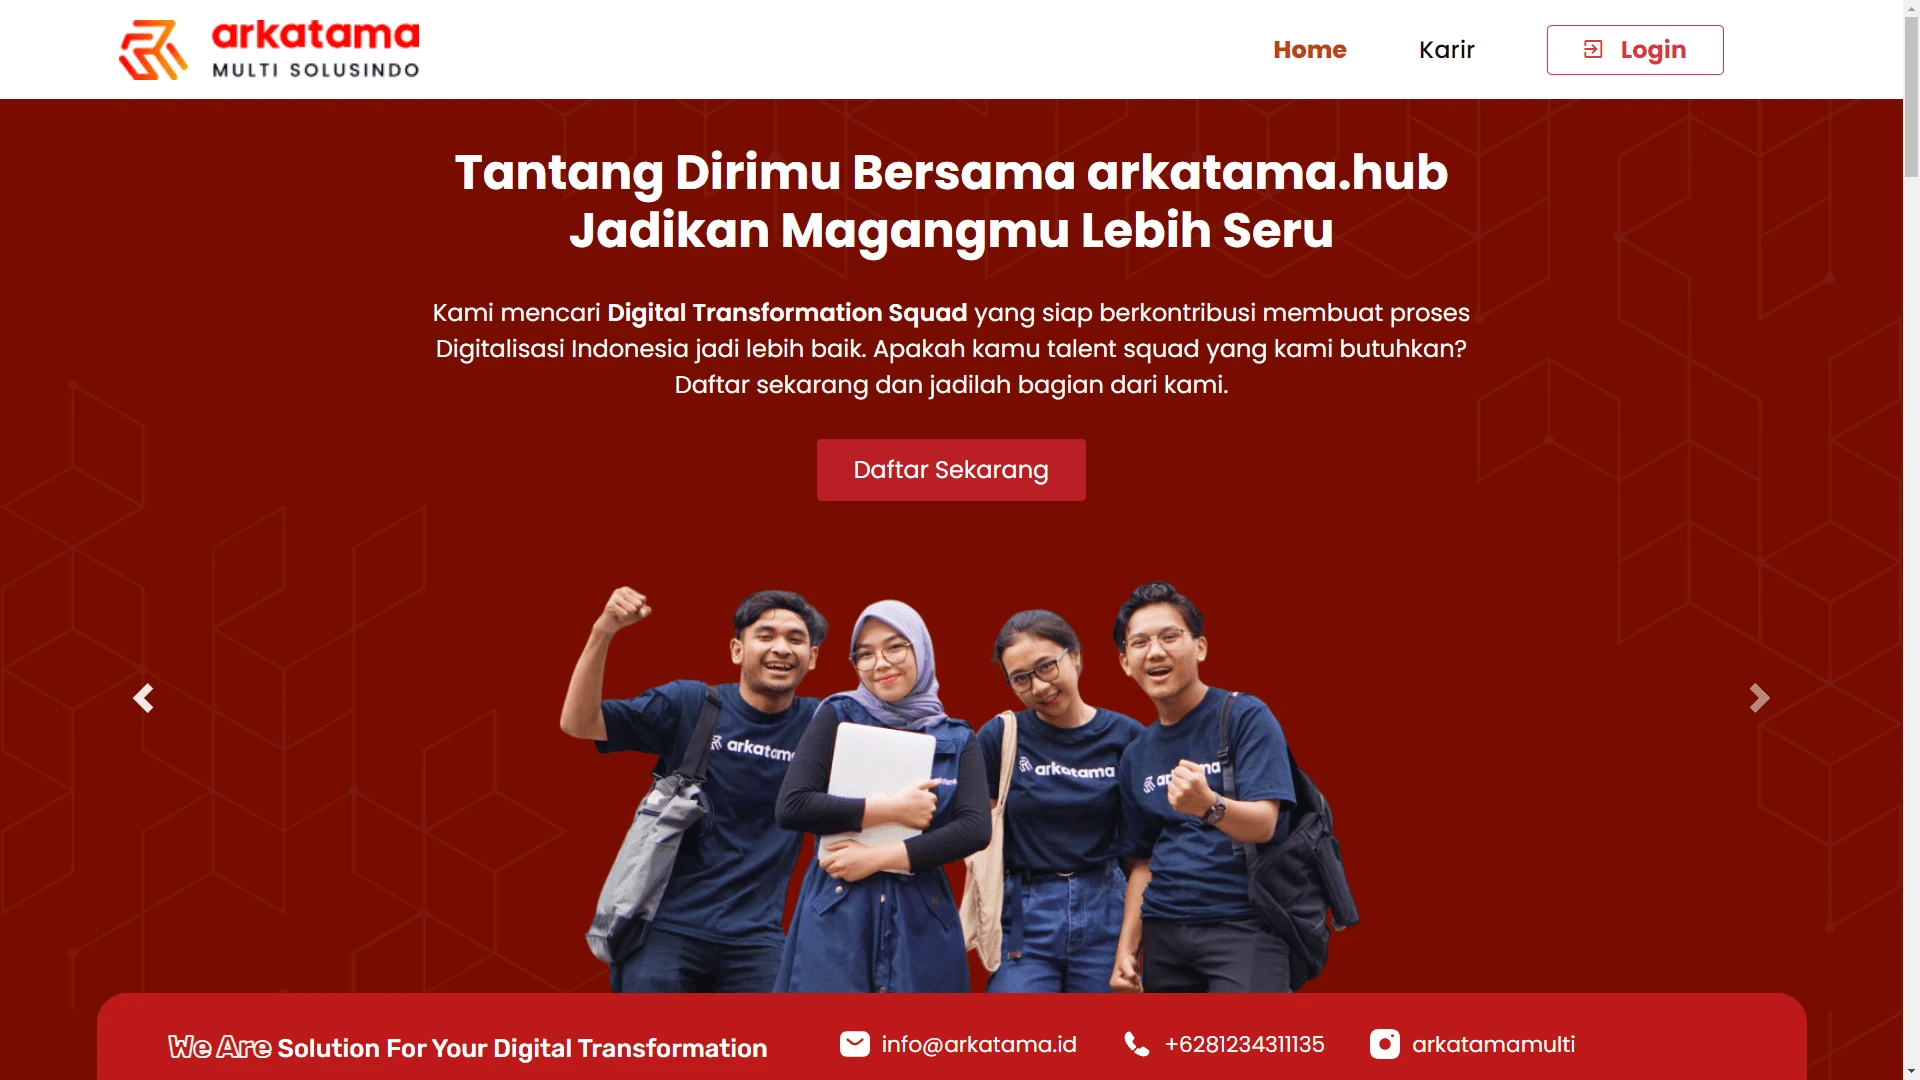 arkatama
MULTI SOLUSINDO
Home
Karir
Login
Tantang Dirimu Bersama arkatama.hub
Jadikan Magangmu Lebih Seru
Kami mencari Digital Transformation Squad yang siap berkontribusi membuat proses
Digitalisasi Indonesia jadi lebih baik. Apakah kamu talent squad yang kami butuhkan?
Daftar sekarang dan jadilah bagian dari kami.
Daftar Sekarang
arkatama
arkatama
We Are Solution For Your Digital Transformation
info@arkatama.id
+6281234311135
arkatamamulti